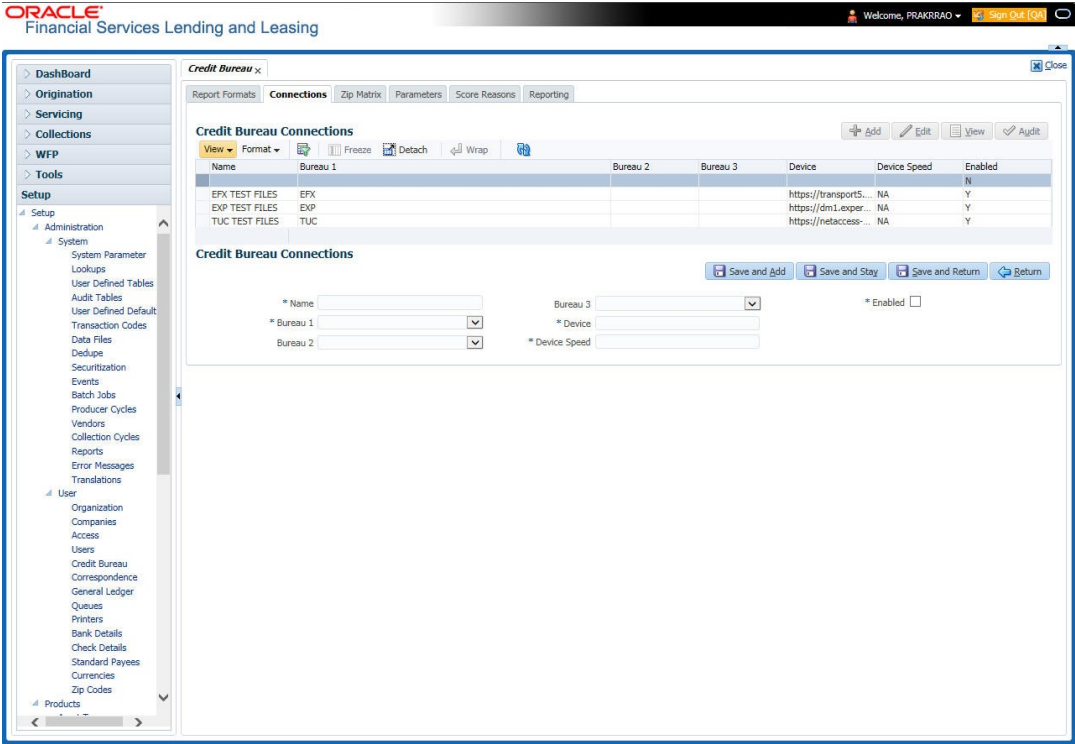 ORACLE
Financial Services Lending and Leasing
Welcome, PRAKRRAO
Sign Out [QA]
DashBoard
Origination
Servicing
Collections
WFP
Tools
Setup
Setup
Administration
System
System Parameter
Lookups
User Defined Tables
Audit Tables
User Defined Default
Transaction Codes
Data Files
Dedupe
Securitization
Events
Batch Jobs
Producer Cycles
Vendors
Collection Cycles
Reports
Error Messages
Translations
User
Organization
Companies
Access
Users
Credit Bureau
Correspondence
General Ledger
Queues
Printers
Bank Details
Check Details
Standard Payees
Currencies
Zip Codes
Products
Credit Bureau x
Close
Report Formats Connections Zip Matrix Parameters Score Reasons Reporting
Credit Bureau Connections
Add Edit View Audit
View Format Freeze Detach Wrap
Name Bureau 1 Bureau 2 Bureau 3 Device Device Speed Enabled
N
EFX TEST FILES EFX https://transport5.... NA Y
EXP TEST FILES EXP https://dm1.exper... NA Y
TUC TEST FILES TUC https://netaccess-... NA Y
Credit Bureau Connections
Save and Add Save and Stay Save and Return Return
* Name Bureau 3 * Enabled
* Bureau 1 * Device
Bureau 2 * Device Speed